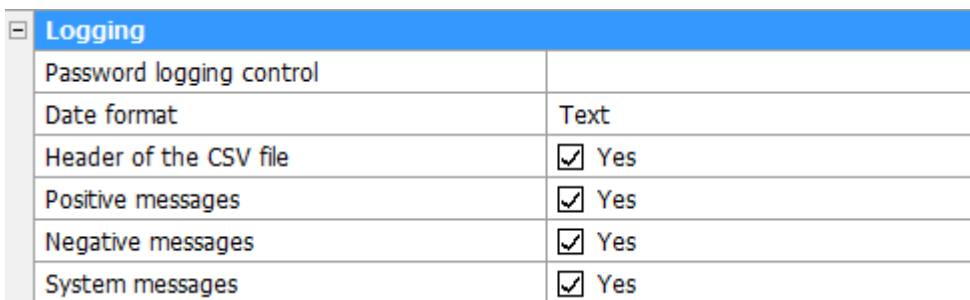 Logging
Password logging control
Date format Text
Header of the CSV file Yes
Positive messages Yes
Negative messages Yes
System messages Yes